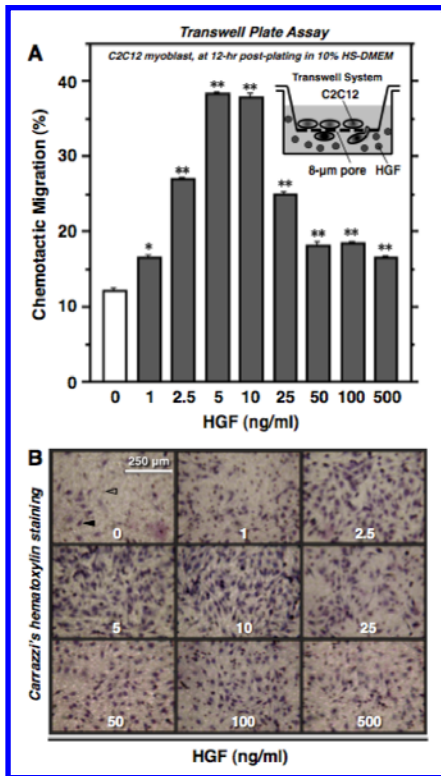 Transwell Plate Assay
A
C2C12 myoblast, at 12-hr post-plating in 10% HS-DMEM
Transwell System
C2C12
8-μm pore
HGF
Chemotactic Migration (%)
40
30
20
10
0
*
**
**
**
**
**
**
**
0 1 2.5 5 10 25 50 100 500
HGF (ng/ml)
B
Carrazzi's hematoxylin staining
250 μm
0 1 2.5
5 10 25
50 100 500
HGF (ng/ml)